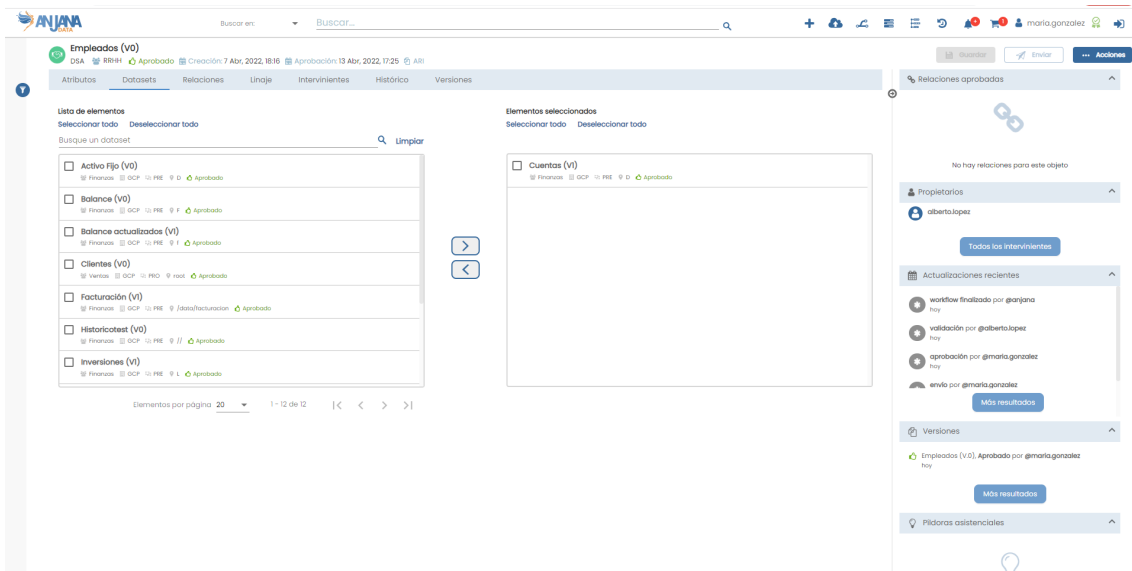 ANJANA
DATA
Buscar en:
Buscar...
4
maria.gonzalez
Empleados (V0)
DSA RRHH Aprobado Creación: 7 Abr, 2022, 18:16 Aprobación: 13 Abr, 2022, 17:25 ARI
Guardar Enviar ... Acciones
Atributos Datasets Relaciones Linaje Intervinientes Histórico Versiones
Lista de elementos
Seleccionar todo Deseleccionar todo
Busque un dataset
Limpiar
Activo Fijo (V0)
Finanzas GCP PRE D Aprobado
Balance (V0)
Finanzas GCP PRE F Aprobado
Balance actualizados (V1)
Finanzas GCP PRE f Aprobado
Clientes (V0)
Ventas GCP PRO root Aprobado
Facturación (V1)
Finanzas GCP PRE /data/facturacion Aprobado
Historicotest (V0)
Finanzas GCP PRE // Aprobado
Inversiones (V1)
Finanzas GCP PRE L Aprobado
Elementos por página 20 1 - 12 de 12
Elementos seleccionados
Seleccionar todo Deseleccionar todo
Cuentas (V1)
Finanzas GCP PRE D Aprobado
Relaciones aprobadas
No hay relaciones para este objeto
Propietarios
alberto.lopez
Todos los intervinientes
Actualizaciones recientes
workflow finalizado por @anjana
hoy
validación por @alberto.lopez
hoy
aprobación por @maria.gonzalez
hoy
envío por @maria.gonzalez
Más resultados
Versiones
Empleados (V.0), Aprobado por @maria.gonzalez
hoy
Más resultados
Píldoras asistenciales